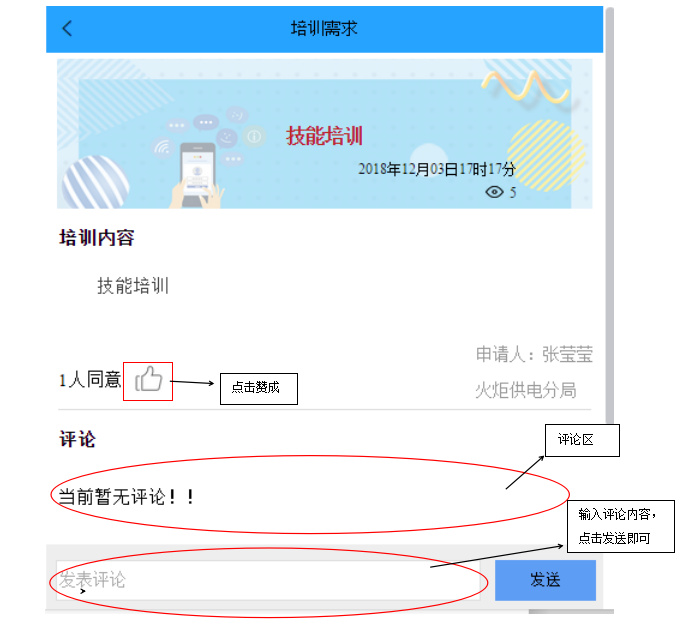 培训需求
技能培训
2018年12月03日17时17分
5
培训内容
技能培训
申请人：张莹莹
1人同意
点击赞成
火炬供电分局
评论
评论区
当前暂无评论！！
输入评论内容，
点击发送即可
发表评论
发送